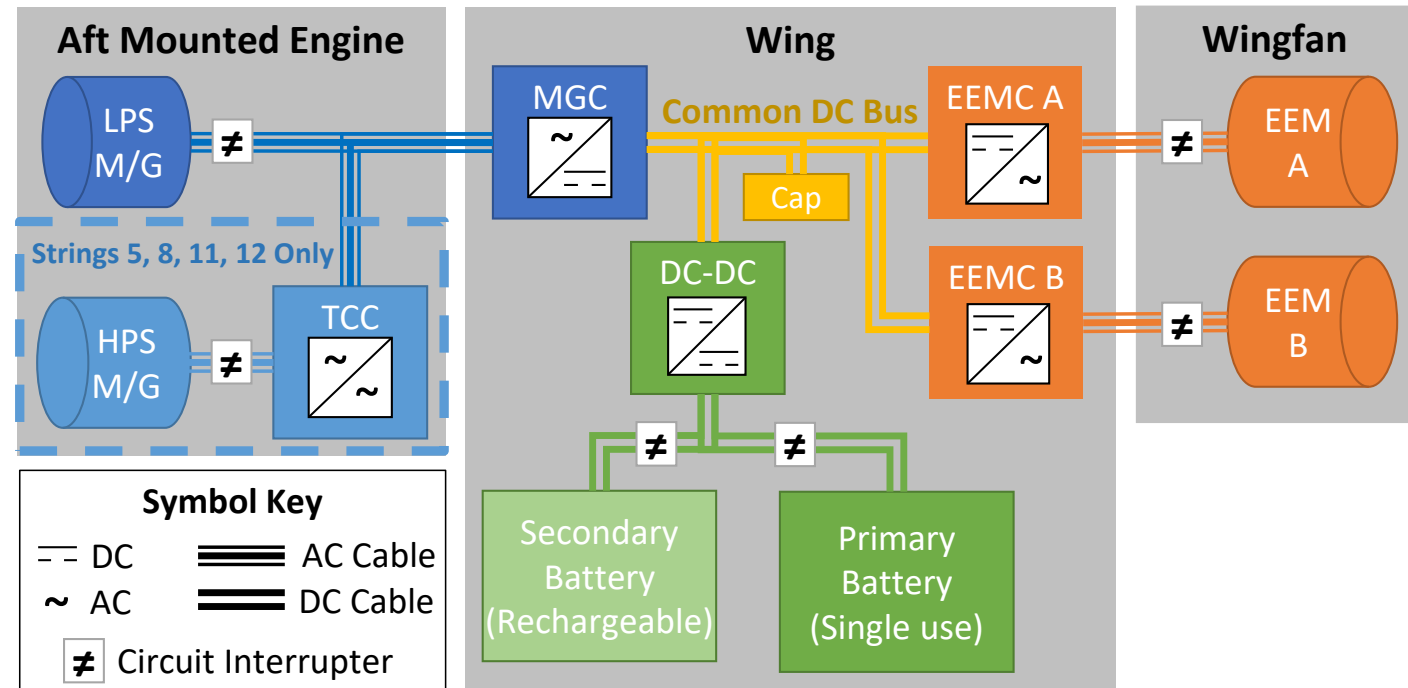 Aft Mounted Engine
LPS
M/G
≠
Strings 5, 8, 11, 12 Only
HPS
M/G
≠
TCC
~
~
Symbol Key
DC
AC Cable
~ AC
DC Cable
≠ Circuit Interrupter
Wing
MGC
~
Common DC Bus
Cap
EEMC A
~
DC-DC
EEMC B
~
≠
≠
Secondary
Battery
(Rechargeable)
Primary
Battery
(Single use)
Wingfan
≠
EEM
A
≠
EEM
B